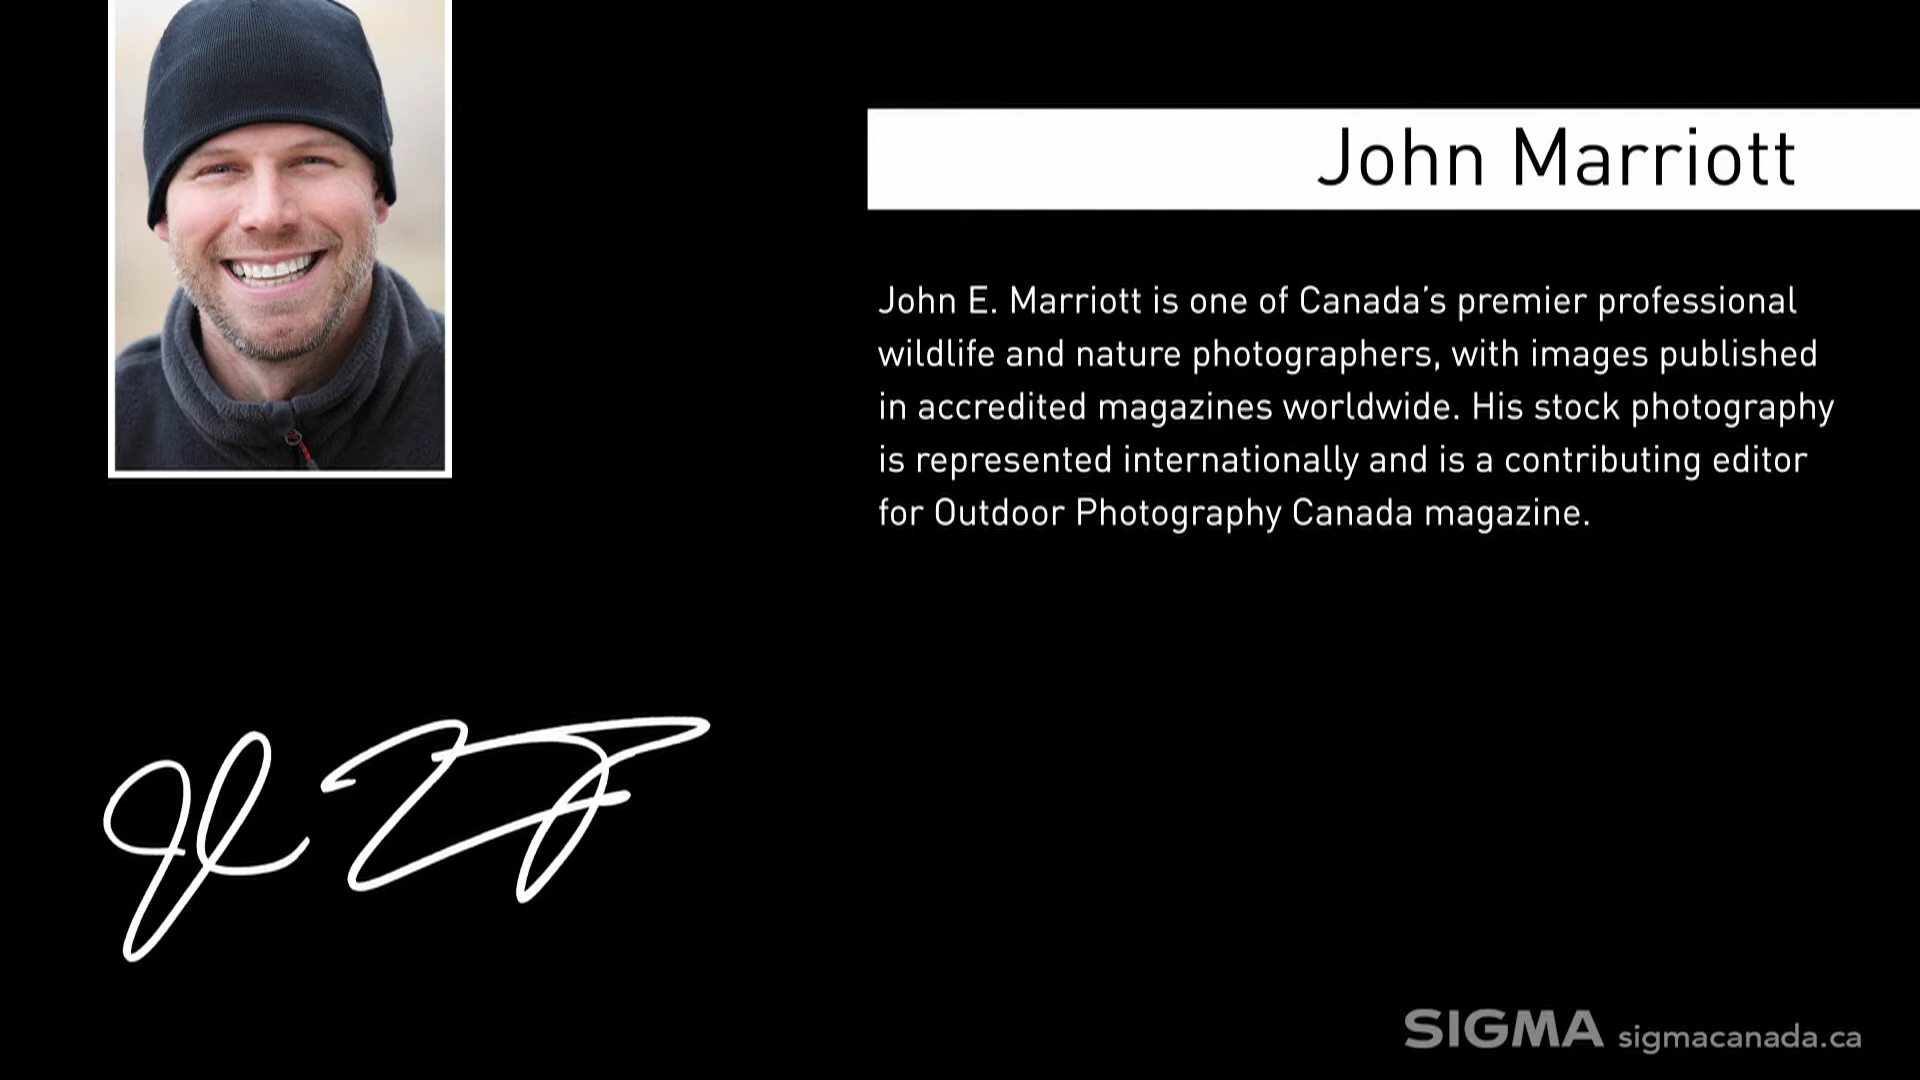 John Marriott
John E. Marriott is one of Canada’s premier professional
wildlife and nature photographers, with images published
in accredited magazines worldwide. His stock photography
is represented internationally and is a contributing editor
for Outdoor Photography Canada magazine.
SIGMA sigmacanada.ca